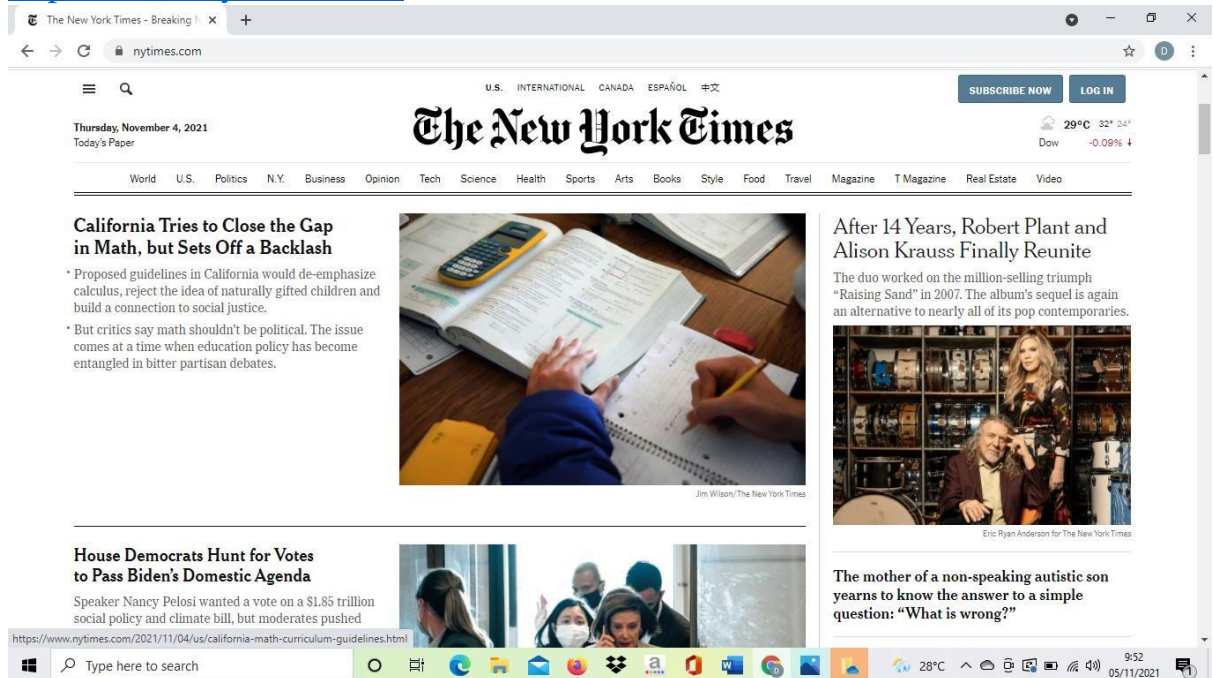 The New York Times - Breaking N
nytimes.com
D
U.S. INTERNATIONAL CANADA ESPAÑOL 中文
SUBSCRIBE NOW LOG IN
Thursday, November 4, 2021
Today's Paper
The New York Times
29°C 32° 24°
Dow -0.09%
World U.S. Politics N.Y. Business Opinion Tech Science Health Sports Arts Books Style Food Travel Magazine T Magazine Real Estate Video
California Tries to Close the Gap
in Math, but Sets Off a Backlash
• Proposed guidelines in California would de-emphasize
calculus, reject the idea of naturally gifted children and
build a connection to social justice.
• But critics say math shouldn't be political. The issue
comes at a time when education policy has become
entangled in bitter partisan debates.
Jim Wilson/The New York Times
After 14 Years, Robert Plant and
Alison Krauss Finally Reunite
The duo worked on the million-selling triumph
“Raising Sand” in 2007. The album's sequel is again
an alternative to nearly all of its pop contemporaries.
Eric Ryan Anderson for The New York Times
House Democrats Hunt for Votes
to Pass Biden's Domestic Agenda
Speaker Nancy Pelosi wanted a vote on a $1.85 trillion
social policy and climate bill, but moderates pushed
The mother of a non-speaking autistic son
yearns to know the answer to a simple
question: “What is wrong?”
https://www.nytimes.com/2021/11/04/us/california-math-curriculum-guidelines.html
Type here to search
28°C
9:52
05/11/2021